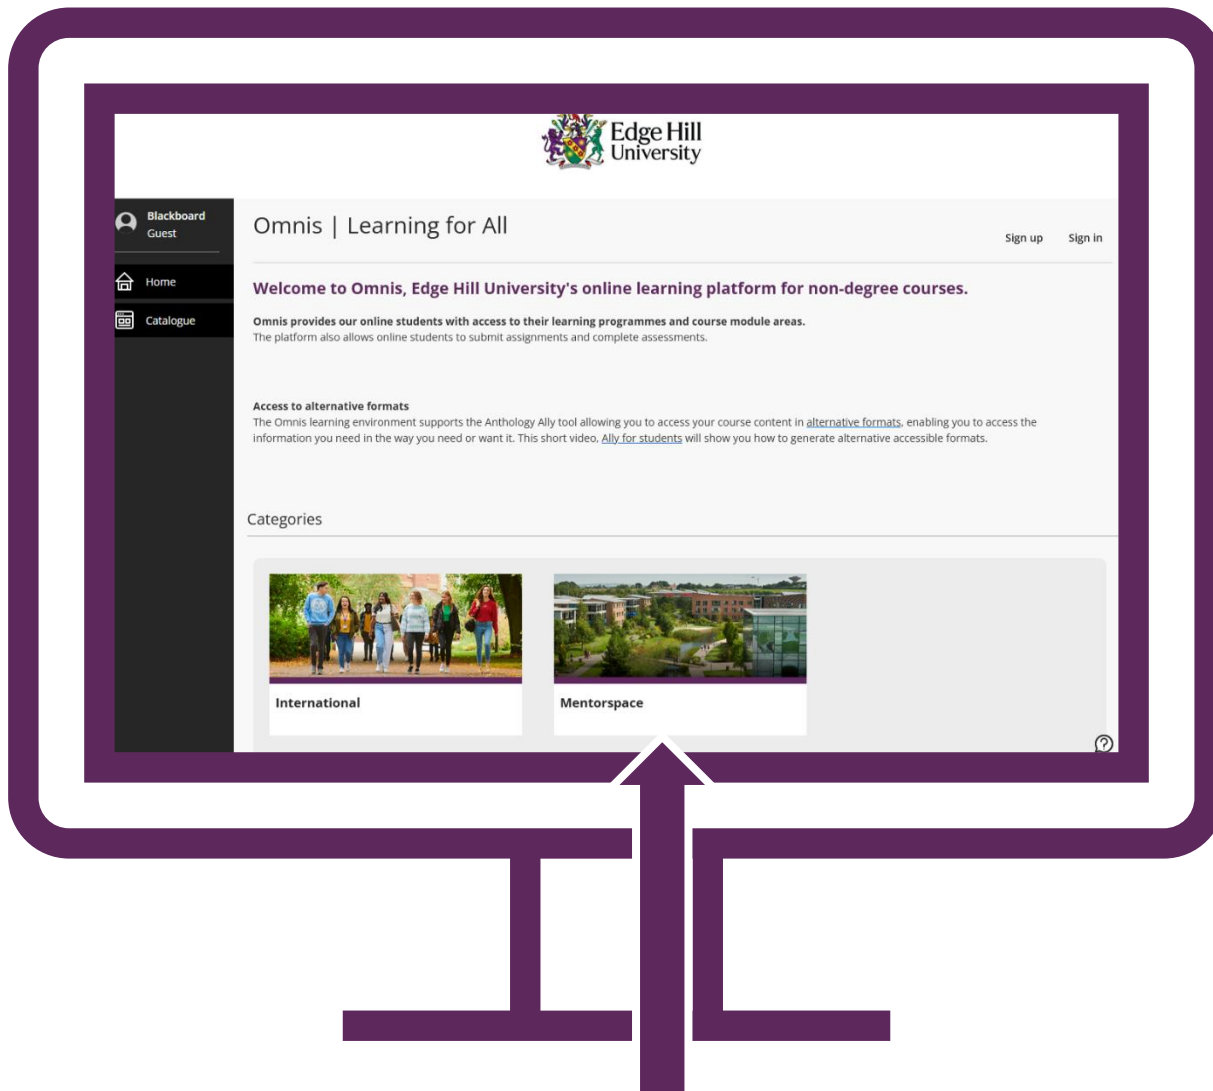 Edge Hill
University
Blackboard
Guest
Home
Catalogue
Omnis | Learning for All
Sign up
Sign in
Welcome to Omnis, Edge Hill University's online learning platform for non-degree courses.
Omnis provides our online students with access to their learning programmes and course module areas.
The platform also allows online students to submit assignments and complete assessments.
Access to alternative formats
The Omnis learning environment supports the Anthology Ally tool allowing you to access your course content in alternative formats, enabling you to access the
information you need in the way you need or want it. This short video, Ally for students will show you how to generate alternative accessible formats.
Categories
International
Mentorspace